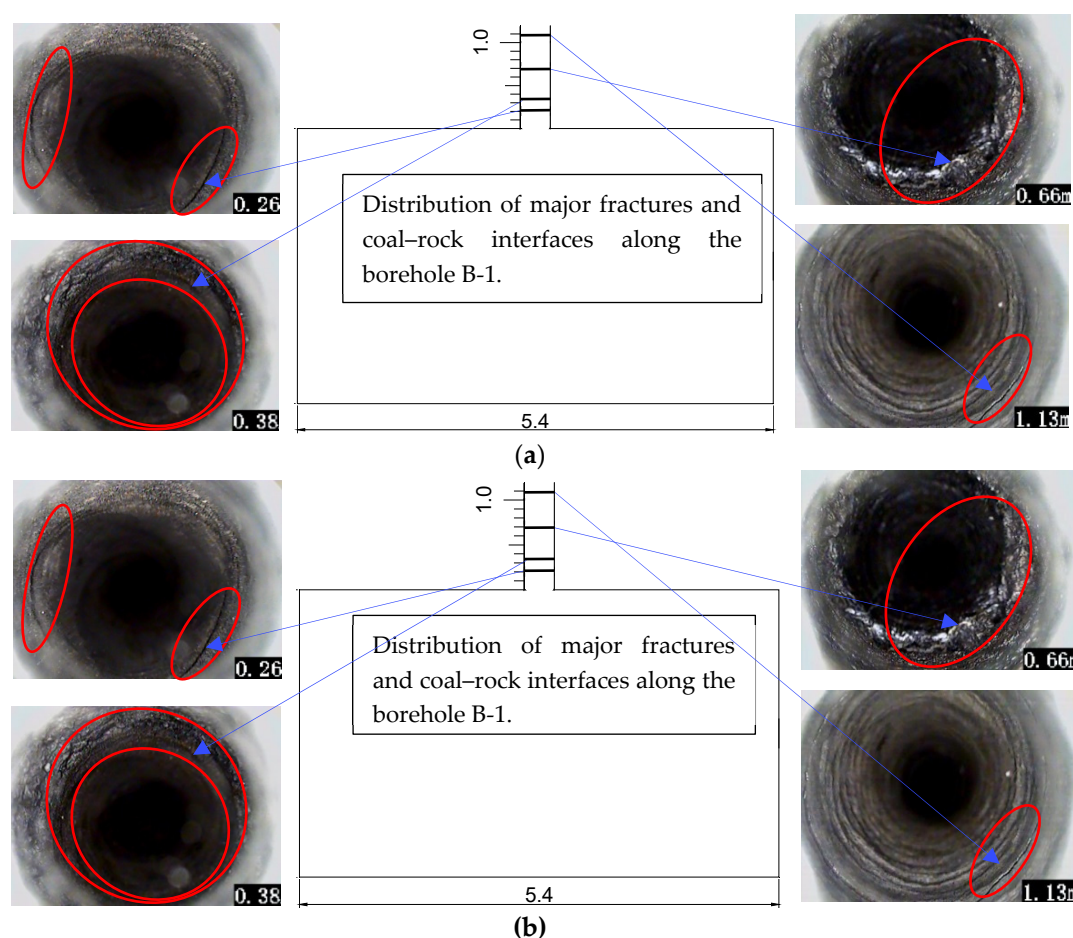 1.0
0.26
0.66m
Distribution of major fractures and
coal–rock interfaces along the
borehole B-1.
0.38
1.13m
5.4
(a)
1.0
0.26
0.66m
Distribution of major fractures
and coal–rock interfaces along the
borehole B-1.
0.38
1.13m
5.4
(b)